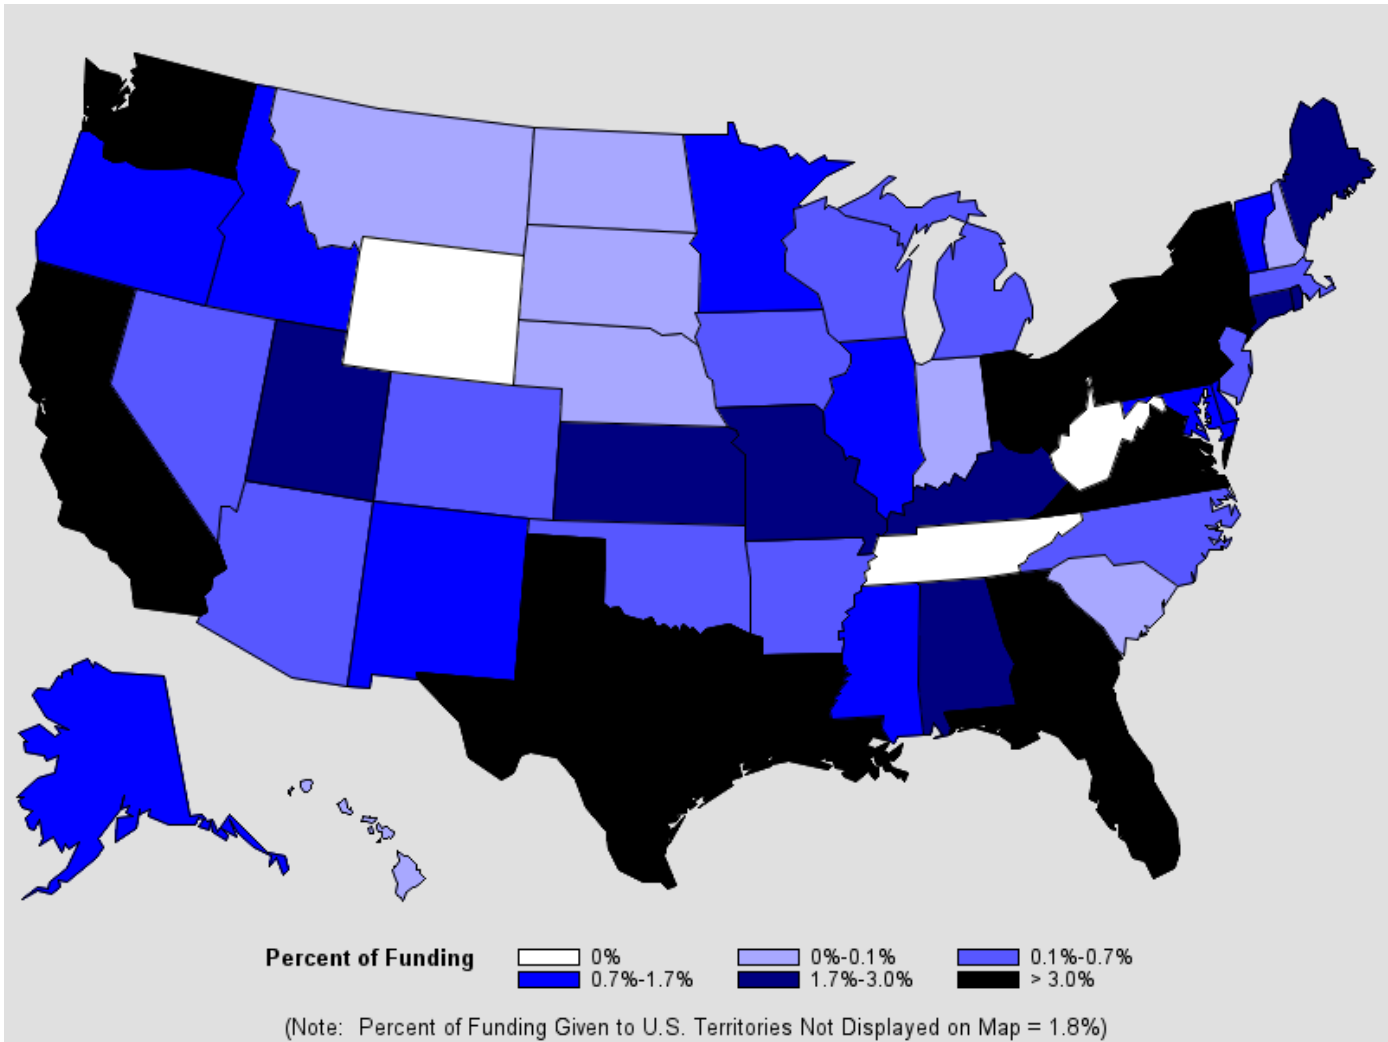 Percent of Funding 0% 0%-0.1% 0.1%-0.7%
0.7%-1.7% 1.7%-3.0% > 3.0%
(Note: Percent of Funding Given to U.S. Territories Not Displayed on Map = 1.8%)